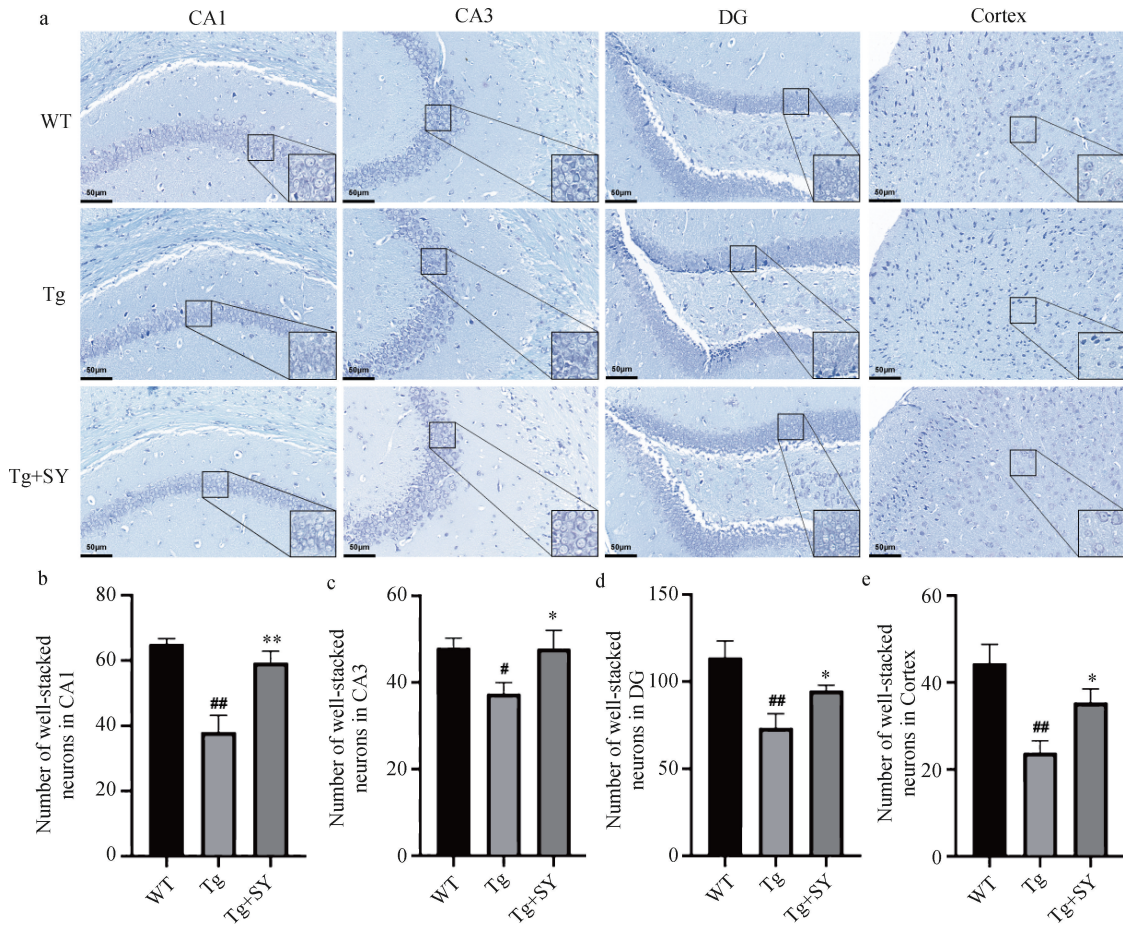 a
CA1 CA3 DG Cortex
WT
50μm 50μm 50μm 50μm
Tg
50μm 50μm 50μm 50μm
Tg+SY
50μm 50μm 50μm 50μm
b
Number of well-stacked
neurons in CA1
80
60
40
20
0
##
**
WT Tg Tg+SY
c
Number of well-stacked
neurons in CA3
60
40
20
0
#
*
WT Tg Tg+SY
d
Number of well-stacked
neurons in DG
150
100
50
0
##
*
WT Tg Tg+SY
e
Number of well-stacked
neurons in Cortex
60
40
20
0
##
*
WT Tg Tg+SY